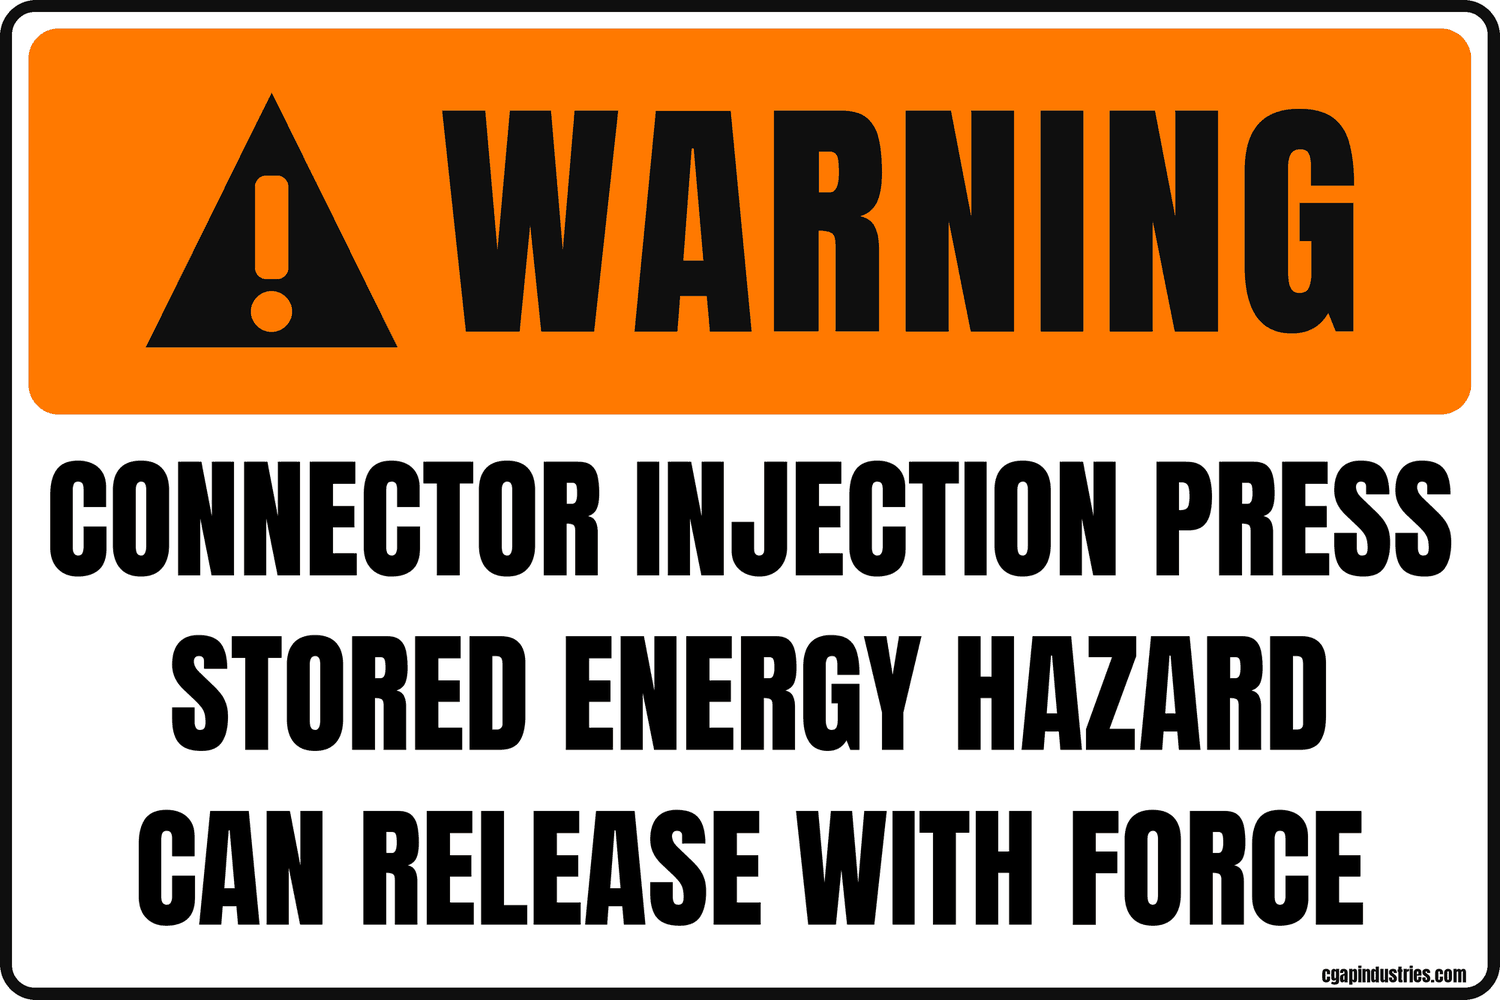 WARNING
CONNECTOR INJECTION PRESS
STORED ENERGY HAZARD
CAN RELEASE WITH FORCE
cgapindustries.com